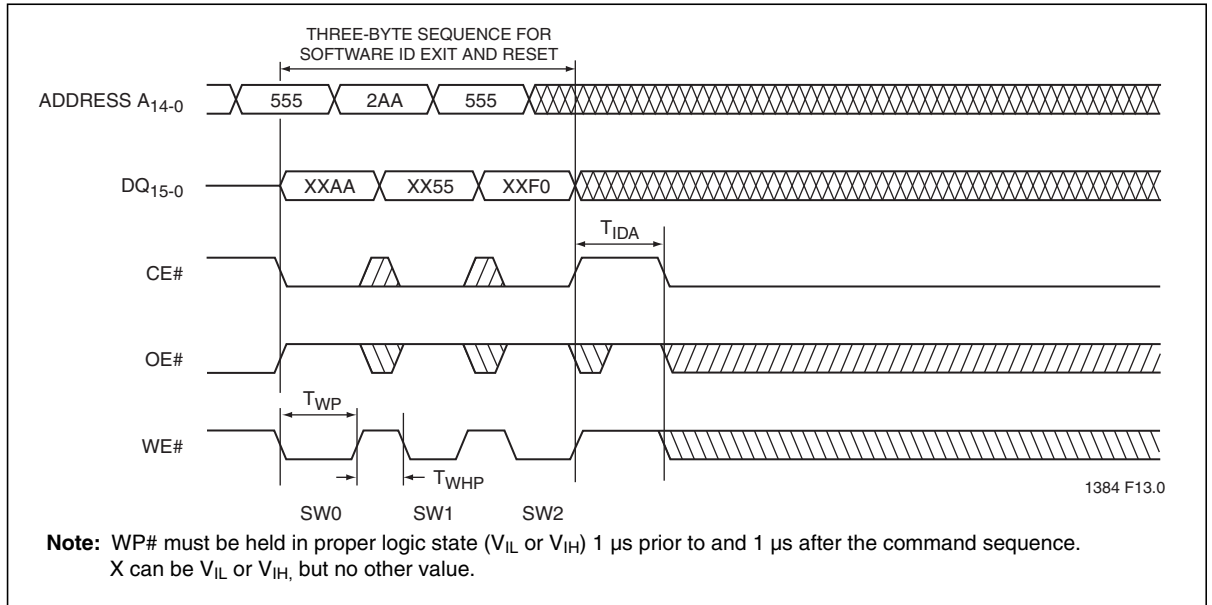 THREE-BYTE SEQUENCE FOR
SOFTWARE ID EXIT AND RESET
ADDRESS A14-0
555
2AA
555
DQ15-0
XXAA
XX55
XXF0
TIDA
CE#
OE#
TWP
WE#
TWHP
1384 F13.0
SW0
SW1
SW2
Note: WP# must be held in proper logic state (VIL or VIH) 1 µs prior to and 1 µs after the command sequence.
X can be VIL or VIH, but no other value.